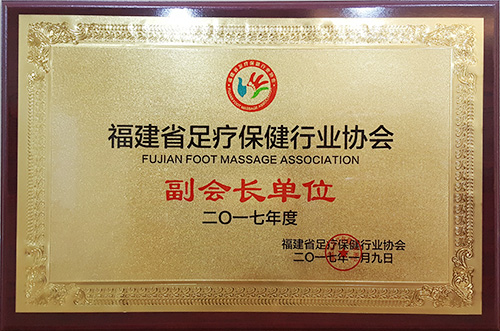 福建省足疗保健行业协会
FUJIAN FOOT MASSAGE ASSOCIATION
副会长单位
二〇一七年度
福建省足疗保健行业协会
二〇一七年一月九日